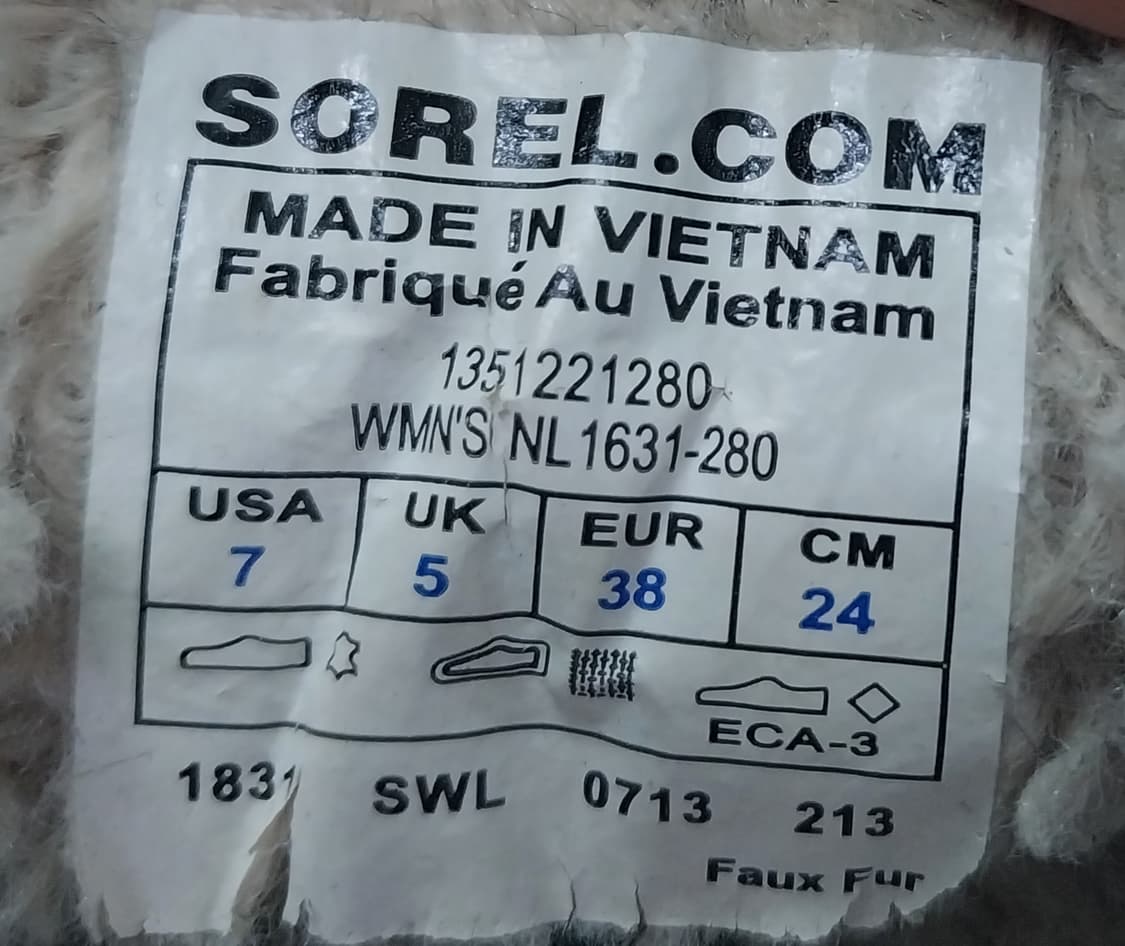 SOREL.COM
MADE IN VIETNAM
Fabriqué Au Vietnam
1351221280
WMN'S NL1631-280
USA UK EUR CM
7 5 38 24
ECA-3
1831 SWL 0713 213
Faux Fur